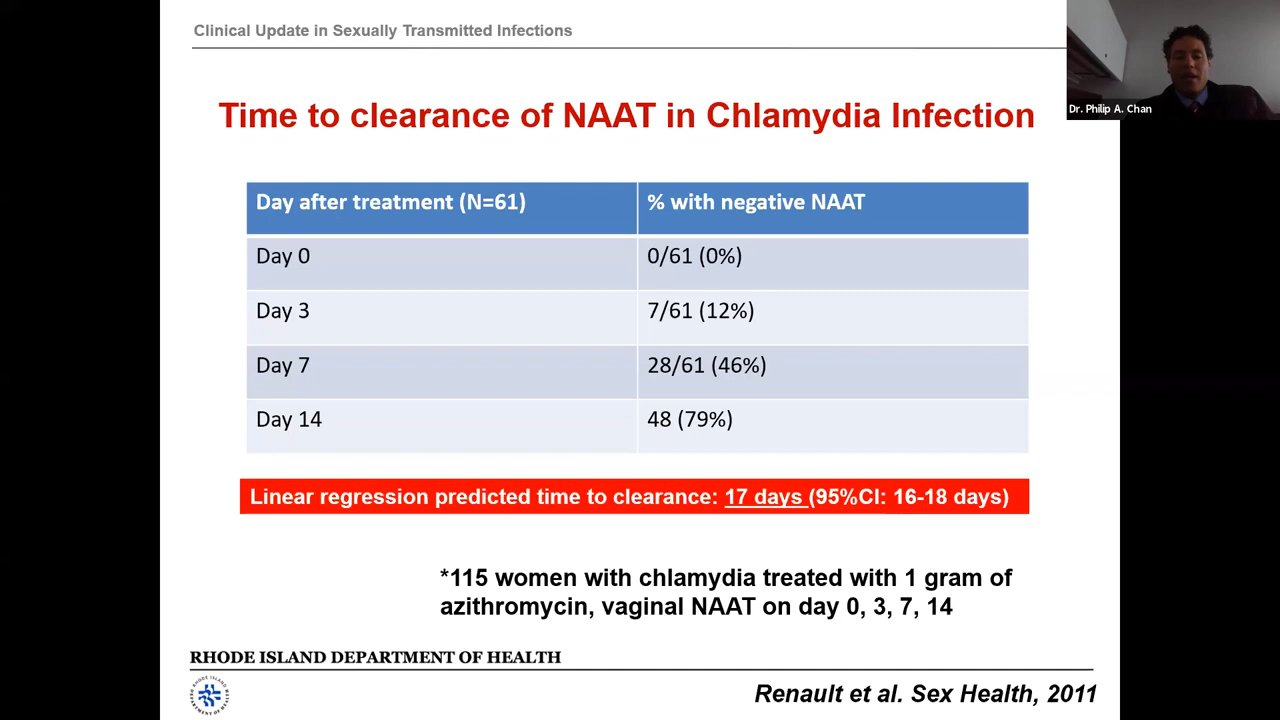 Clinical Update in Sexually Transmitted Infections
Dr. Philip A. Chan
Time to clearance of NAAT in Chlamydia Infection
Day after treatment (N=61) % with negative NAAT
Day 0 0/61 (0%)
Day 3 7/61 (12%)
Day 7 28/61 (46%)
Day 14 48 (79%)
Linear regression predicted time to clearance: 17 days (95%CI: 16-18 days)
*115 women with chlamydia treated with 1 gram of
azithromycin, vaginal NAAT on day 0, 3, 7, 14
RHODE ISLAND DEPARTMENT OF HEALTH
Renault et al. Sex Health, 2011